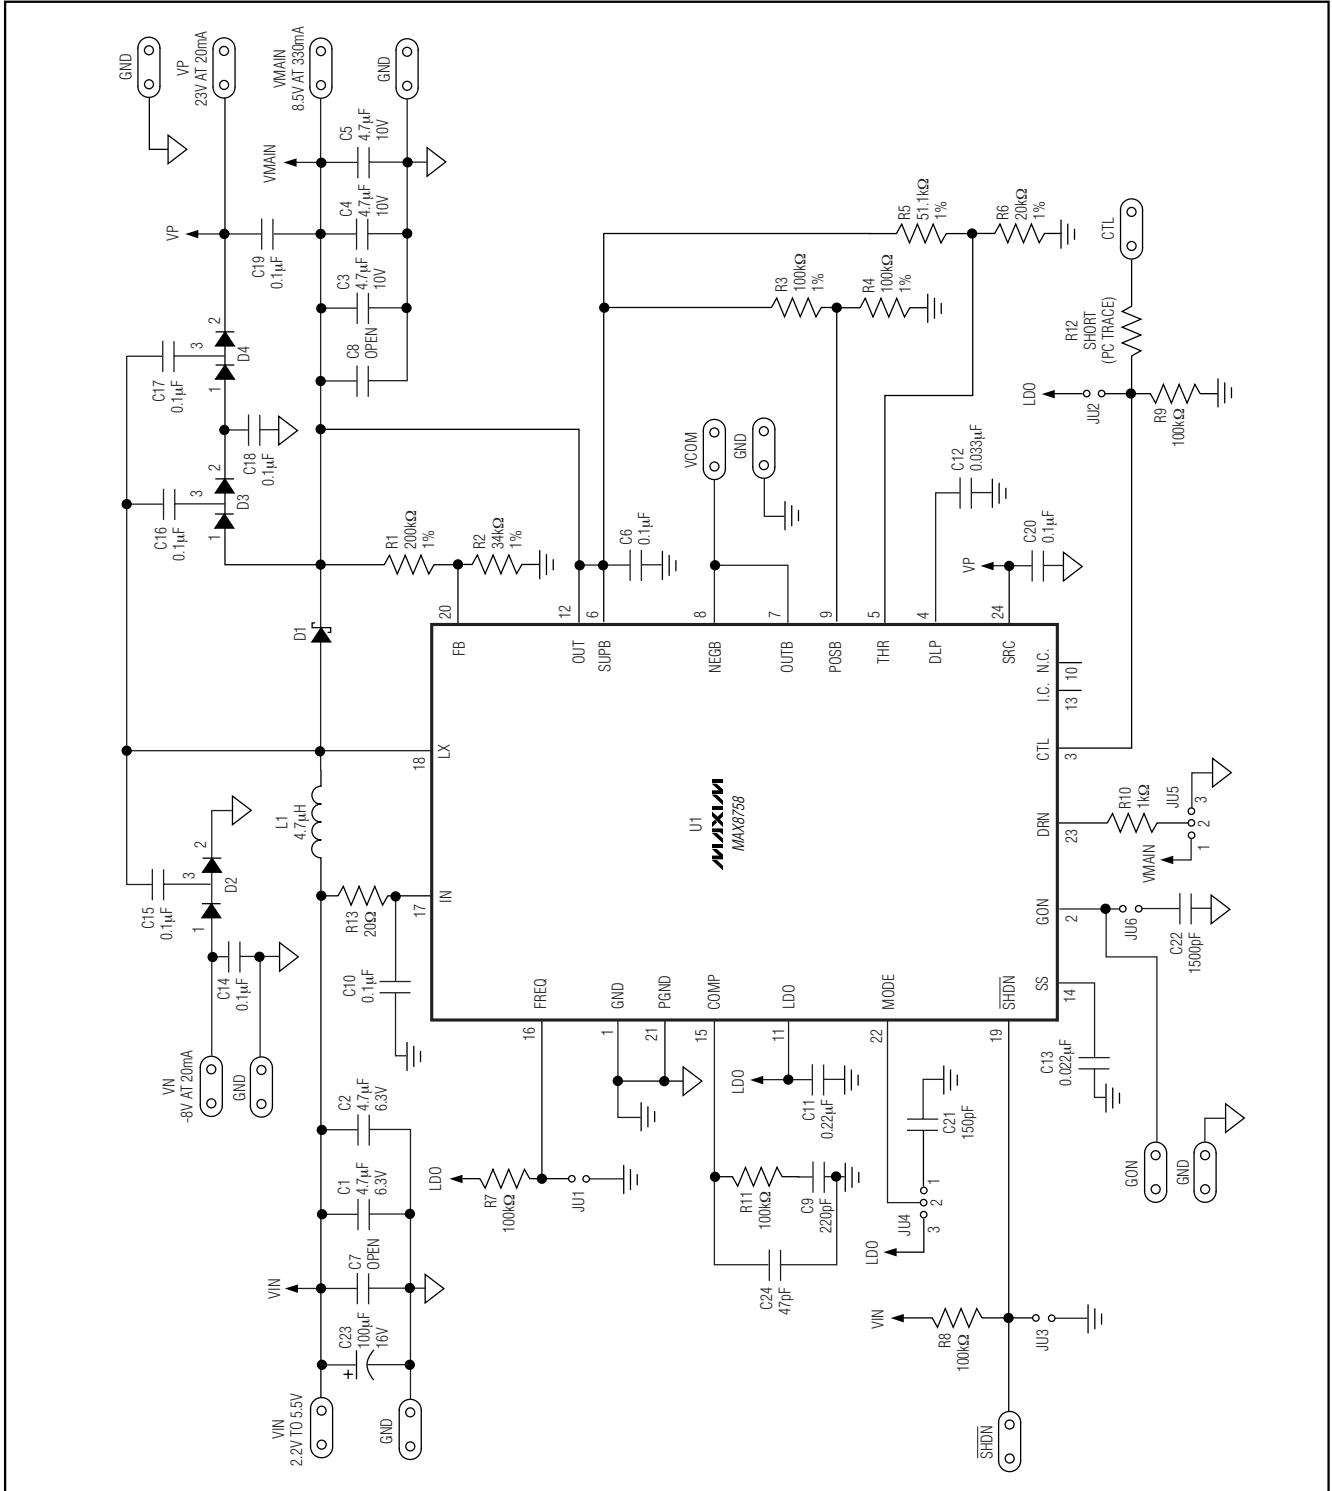 GND
VP
23V AT 20mA
VMAIN
8.5V AT 330mA
GND
VP
C19
0.1µF
VMAIN
C5
4.7µF
10V
C4
4.7µF
10V
C3
4.7µF
10V
C8
OPEN
C17
0.1µF
1
3
2
D4
C18
0.1µF
C16
0.1µF
1
3
2
D3
R1
200kΩ
1%
R2
34kΩ
1%
D1
C6
0.1µF
R5
51.1kΩ
1%
R6
20kΩ
1%
R3
100kΩ
1%
R4
100kΩ
1%
VCOM
GND
C12
0.033µF
VP
C20
0.1µF
CTL
R12
SHORT
(PC TRACE)
LDO
JU2
R9
100kΩ
20
FB
12
OUT
6
SUPB
8
NEGB
7
OUTB
9
POSB
5
THR
4
DLP
24
SRC
N.C.
10
I.C.
13
CTL
3
DRN
23
GON
2
SS
14
LX
18
IN
17
U1
MAXIM
MAX8758
FREQ
16
GND
1
PGND
21
COMP
15
LDO
11
MODE
22
SHDN
19
L1
4.7µH
C15
0.1µF
1
3
2
D2
C14
0.1µF
R13
20Ω
C10
0.1µF
VN
-8V AT 20mA
GND
C2
4.7µF
6.3V
C1
4.7µF
6.3V
C7
OPEN
VIN
C23
100µF
16V
+
VIN
2.2V TO 5.5V
GND
LDO
R7
100kΩ
JU1
LDO
C11
0.22µF
R11
100kΩ
C9
220pF
C24
47pF
C21
150pF
JU4
1
2
3
LDO
VIN
R8
100kΩ
JU3
SHDN
R10
1kΩ
JU5
1
2
3
VMAIN
JU6
C22
1500pF
C13
0.022µF
GON
GND